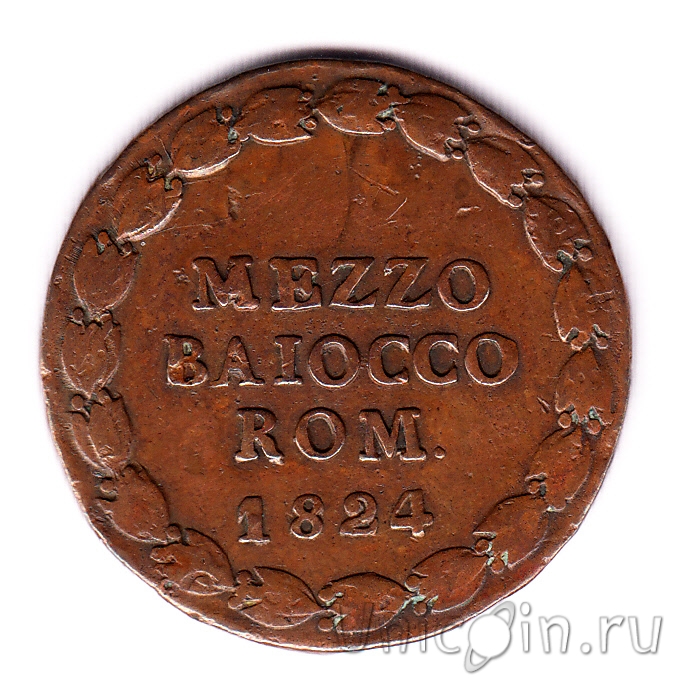 MEZZO
BAIOCCO
ROM.
1824
Unicoin.ru